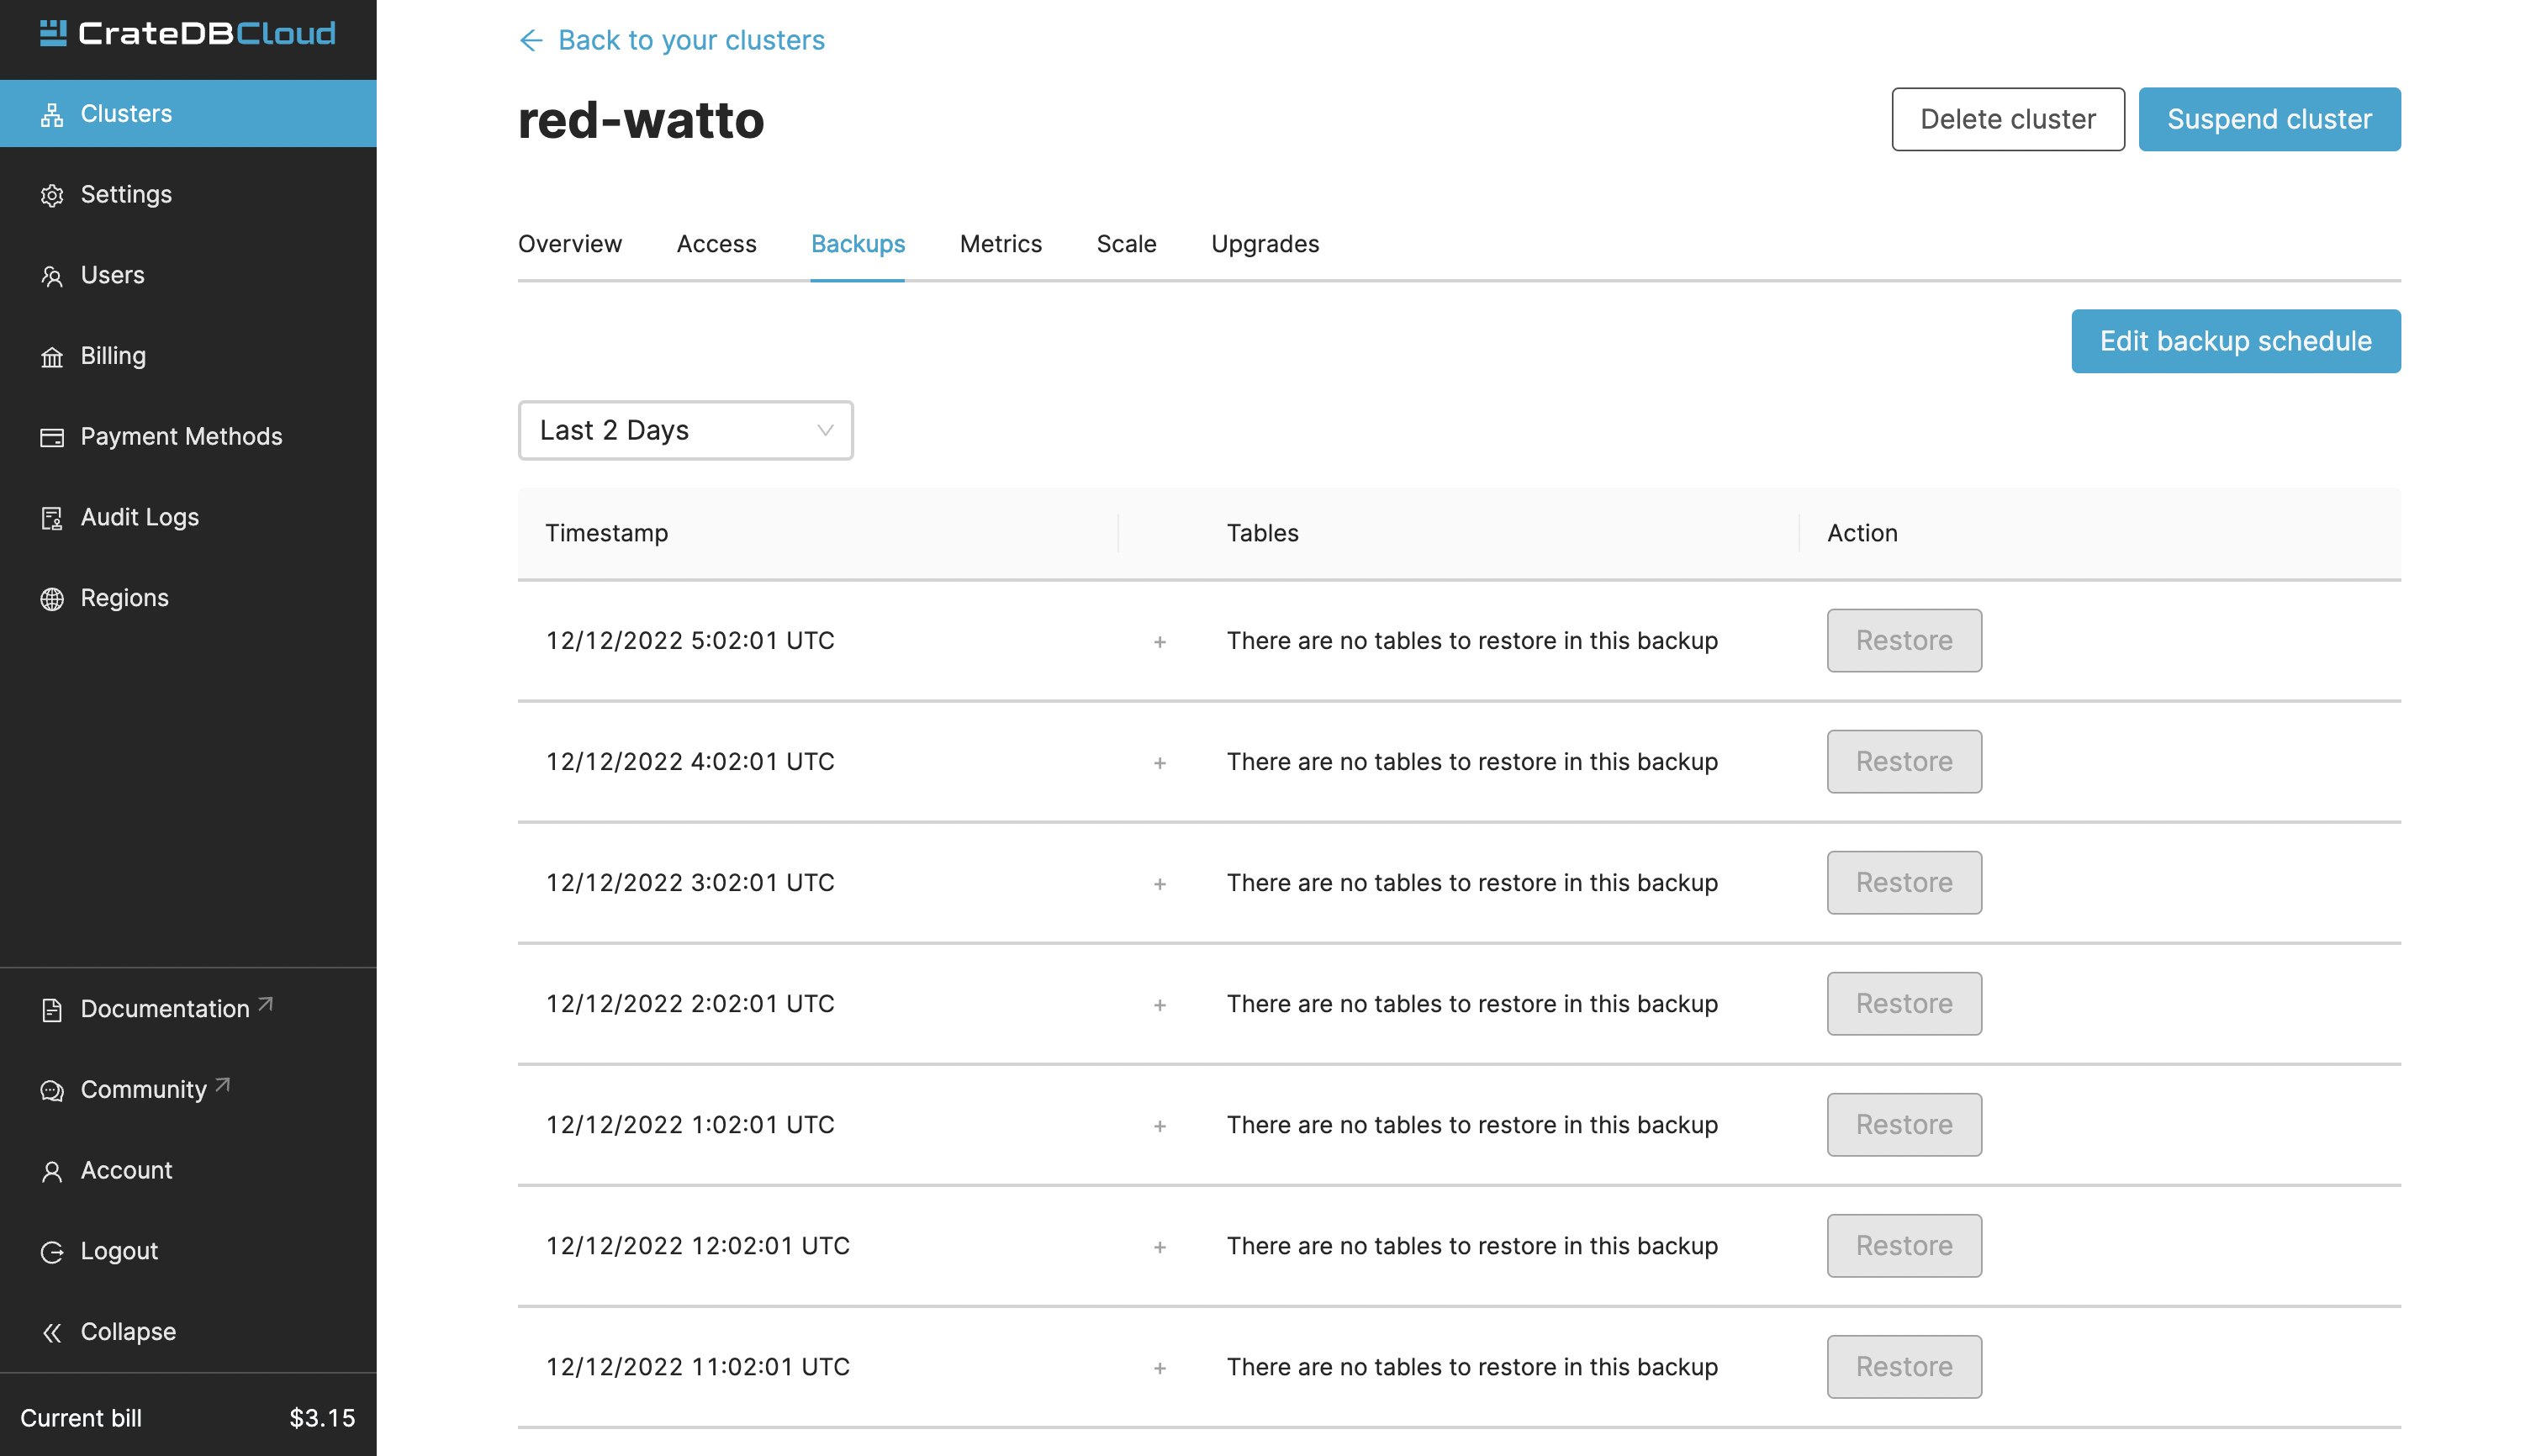 CrateDBCloud
Clusters
Settings
Users
Billing
Payment Methods
Audit Logs
Regions
Documentation
Community
Account
Logout
Collapse
Current bill $3.15
Back to your clusters
red-watto
Delete cluster
Suspend cluster
Overview Access Backups Metrics Scale Upgrades
Edit backup schedule
Last 2 Days
Timestamp Tables Action
12/12/2022 5:02:01 UTC + There are no tables to restore in this backup Restore
12/12/2022 4:02:01 UTC + There are no tables to restore in this backup Restore
12/12/2022 3:02:01 UTC + There are no tables to restore in this backup Restore
12/12/2022 2:02:01 UTC + There are no tables to restore in this backup Restore
12/12/2022 1:02:01 UTC + There are no tables to restore in this backup Restore
12/12/2022 12:02:01 UTC + There are no tables to restore in this backup Restore
12/12/2022 11:02:01 UTC + There are no tables to restore in this backup Restore